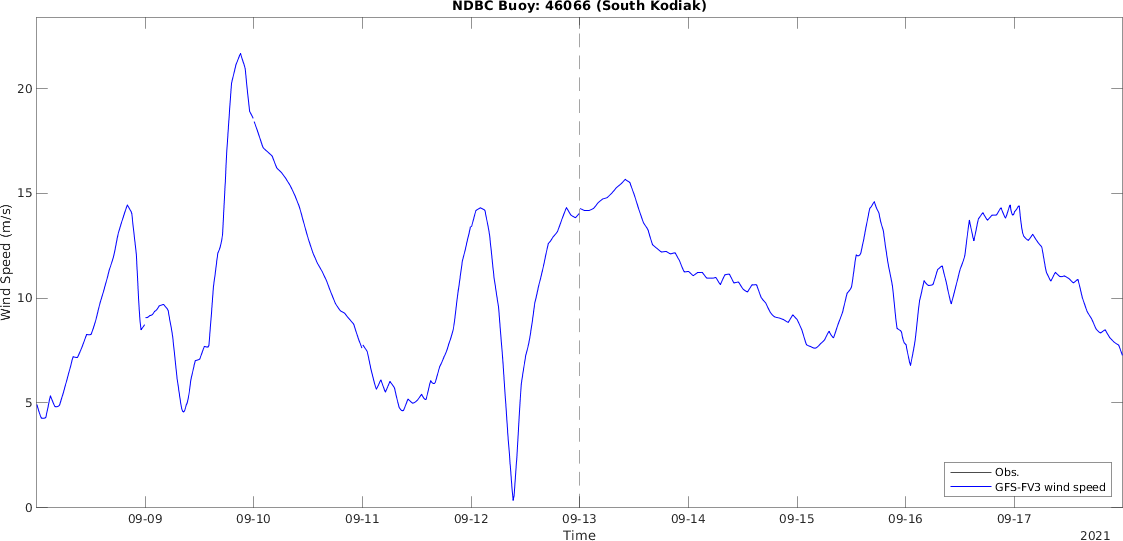 NDBC Buoy: 46066 (South Kodiak)
Wind Speed (m/s)
20
15
10
5
0
09-09 09-10 09-11 09-12 09-13 09-14 09-15 09-16 09-17
Time
2021
Obs.
GFS-FV3 wind speed